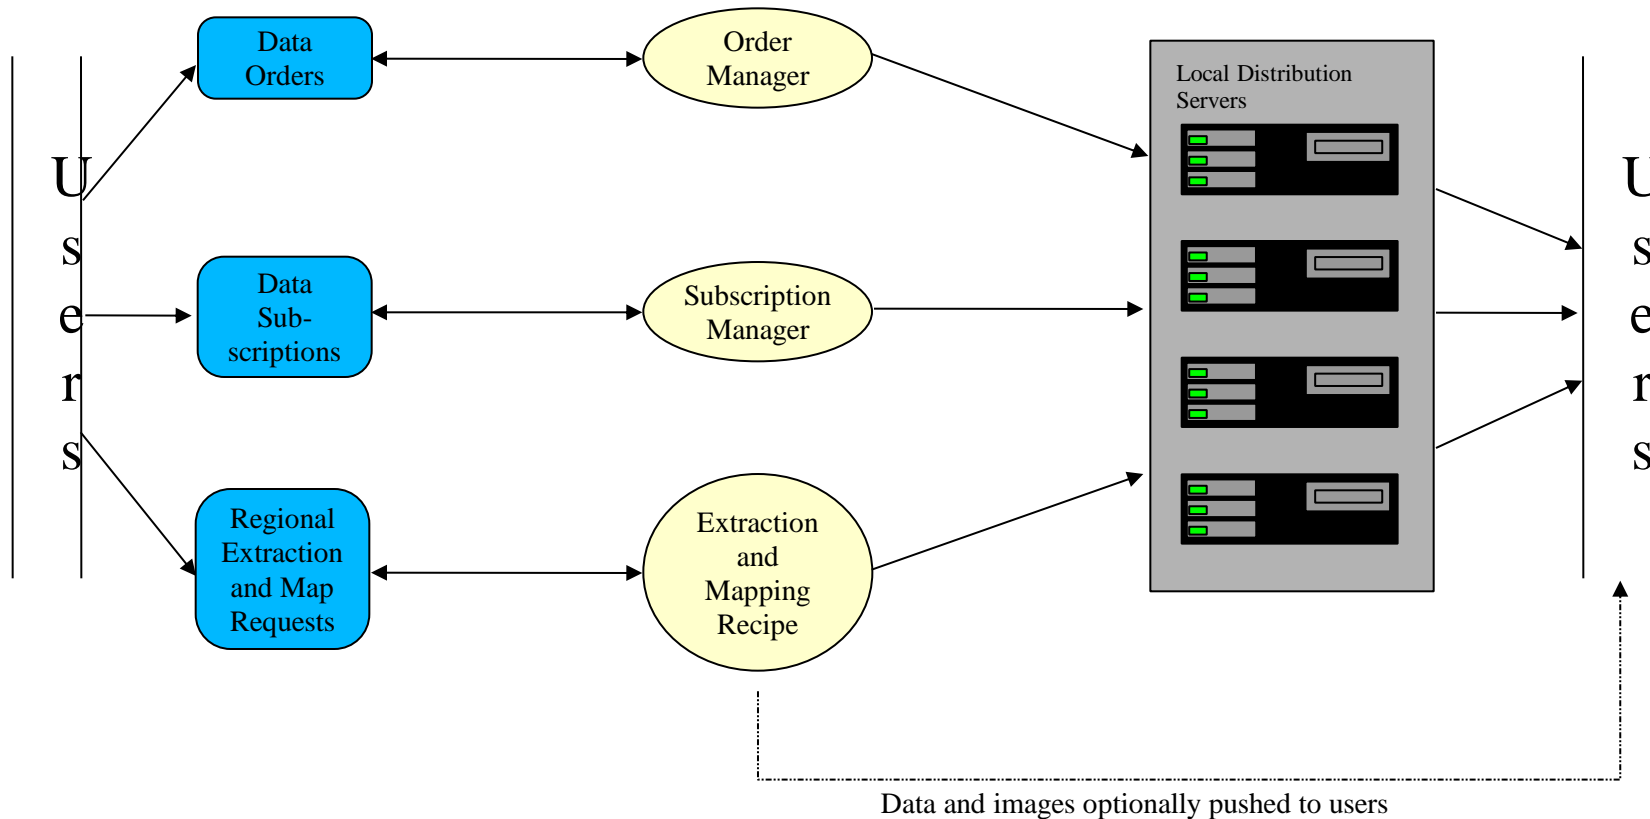 U
s
e
r
s
Data
Orders
Data
Sub-
scriptions
Regional
Extraction
and Map
Requests
Order
Manager
Subscription
Manager
Extraction
and
Mapping
Recipe
Local Distribution
Servers
U
s
e
r
s
Data and images optionally pushed to users